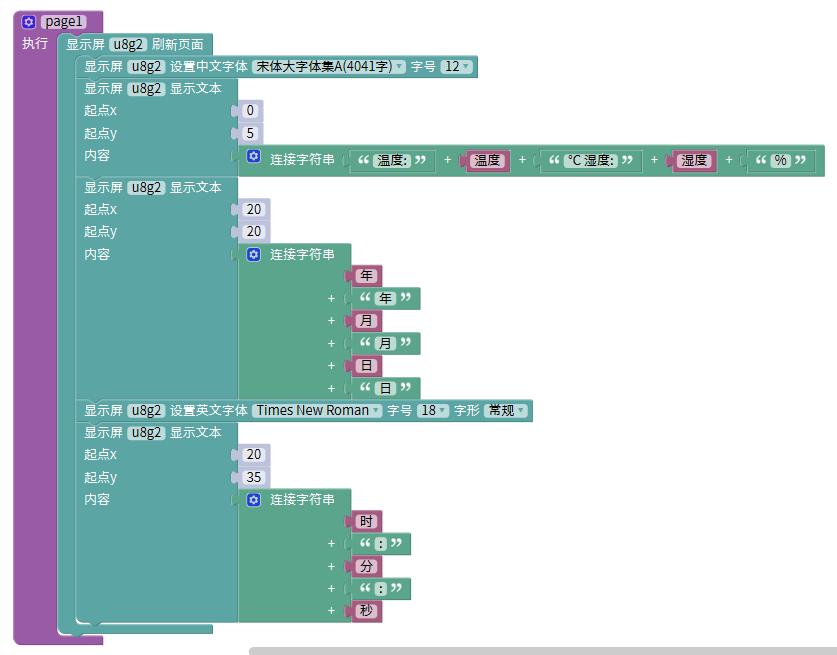 page1
执行 显示屏 u8g2 刷新页面
显示屏 u8g2 设置中文字体 宋体大字体集A(4041字) 字号 12
显示屏 u8g2 显示文本
起点x 0
起点y 5
内容 连接字符串 “ 温度: ” + 温度 + “ ℃ 湿度: ” + 湿度 + “ % ”
显示屏 u8g2 显示文本
起点x 20
起点y 20
内容 连接字符串
年
+ “ 年 ”
+ 月
+ “ 月 ”
+ 日
+ “ 日 ”
显示屏 u8g2 设置英文字体 Times New Roman 字号 18 字形 常规
显示屏 u8g2 显示文本
起点x 20
起点y 35
内容 连接字符串
时
+ “ : ”
+ 分
+ “ : ”
+ 秒